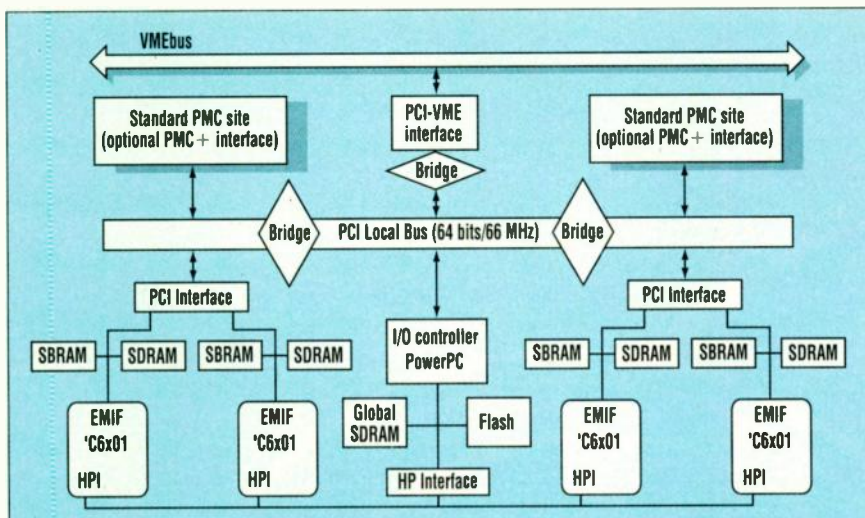 VMEbus
Standard PMC site
(optional PMC + interface)
PCI-VME
interface
Standard PMC site
(optional PMC + interface)
Bridge
Bridge
PCI Local Bus (64 bits/66 MHz)
Bridge
PCI Interface
PCI Interface
I/O controller
PowerPC
SBRAM
SDRAM
SBRAM
SDRAM
SBRAM
SDRAM
SBRAM
SDRAM
Global
SDRAM
Flash
EMIF
'C6x01
HPI
EMIF
'C6x01
HPI
HP Interface
EMIF
'C6x01
HPI
EMIF
'C6x01
HPI